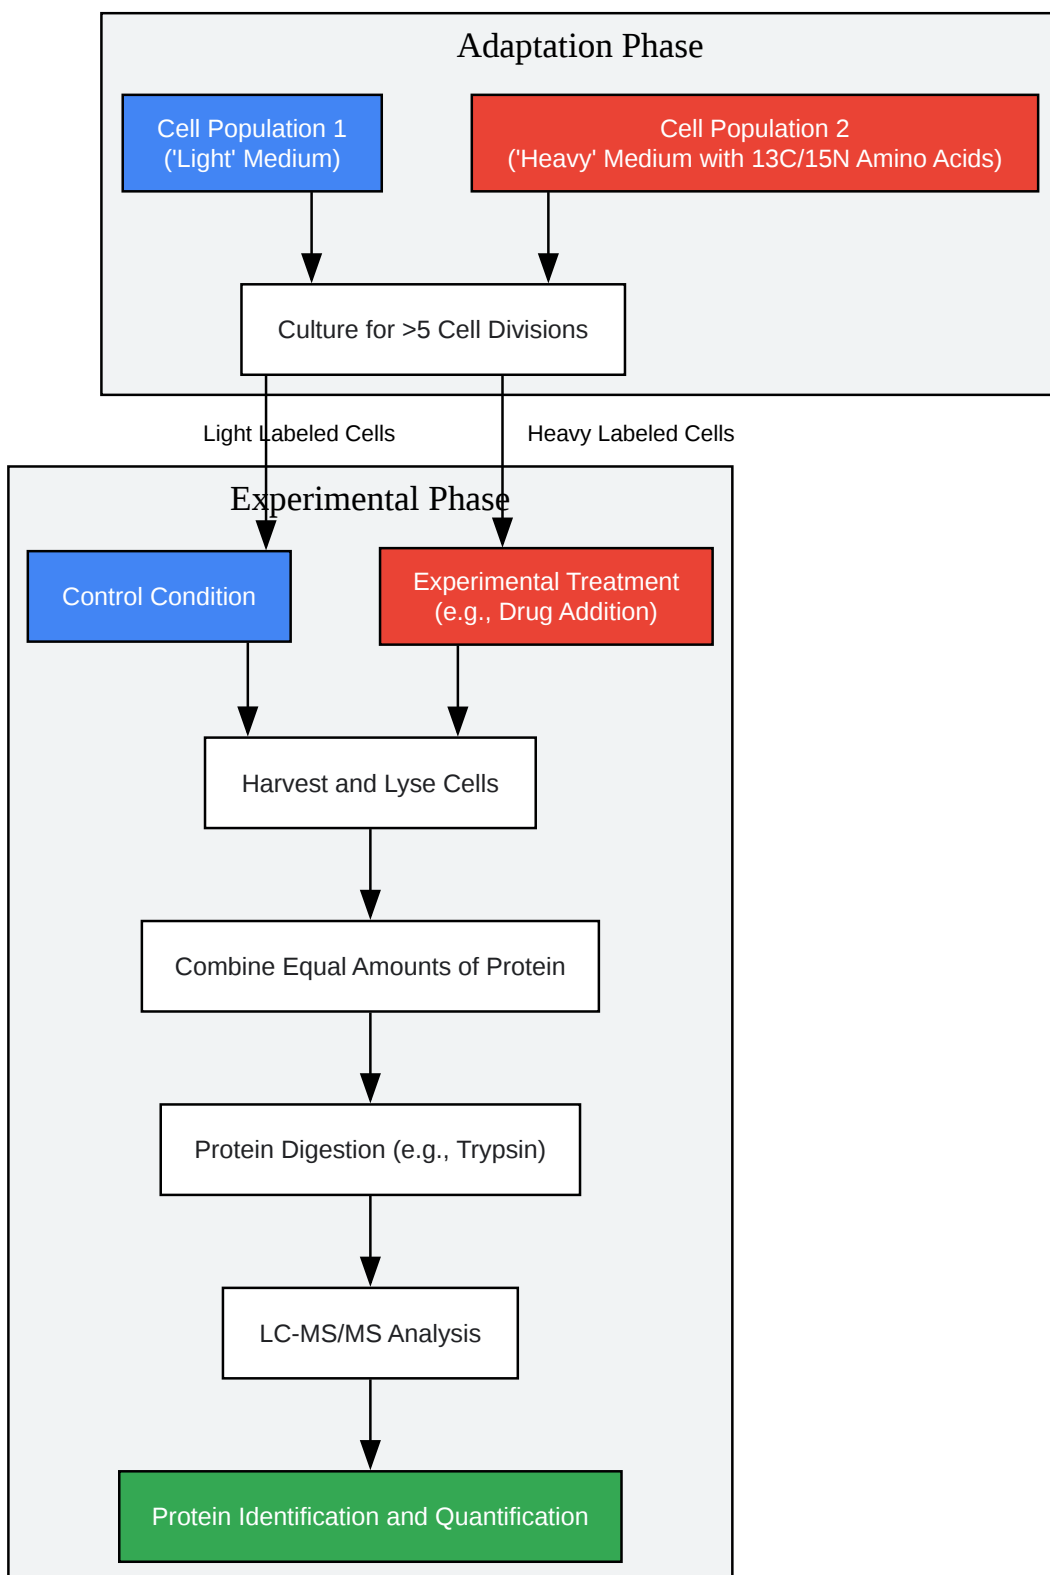 Adaptation Phase
Cell Population 1
('Light' Medium)
Cell Population 2
('Heavy' Medium with 13C/15N Amino Acids)
Culture for >5 Cell Divisions
Light Labeled Cells
Heavy Labeled Cells
Experimental Phase
Control Condition
Experimental Treatment
(e.g., Drug Addition)
Harvest and Lyse Cells
Combine Equal Amounts of Protein
Protein Digestion (e.g., Trypsin)
LC-MS/MS Analysis
Protein Identification and Quantification